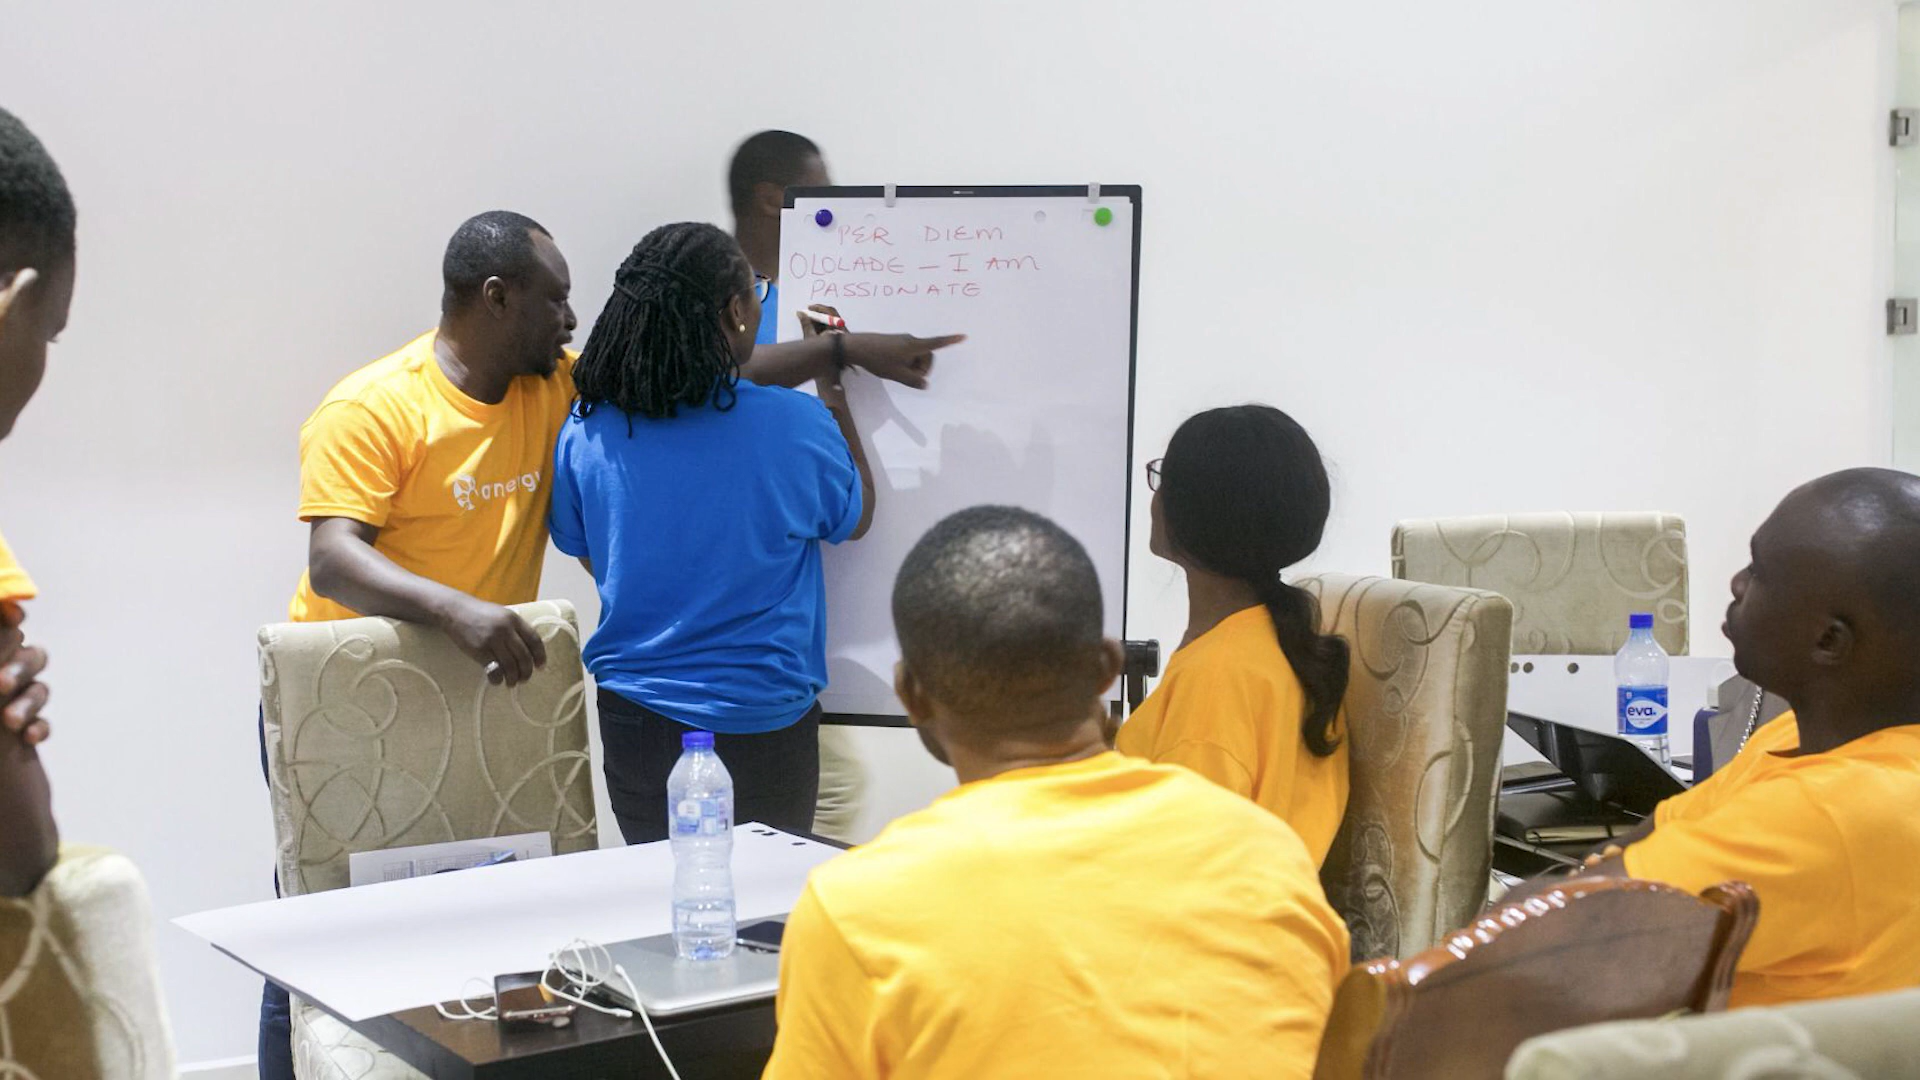 PER DIEM
OLOLADE – I AM
PASSIONATE
eva.